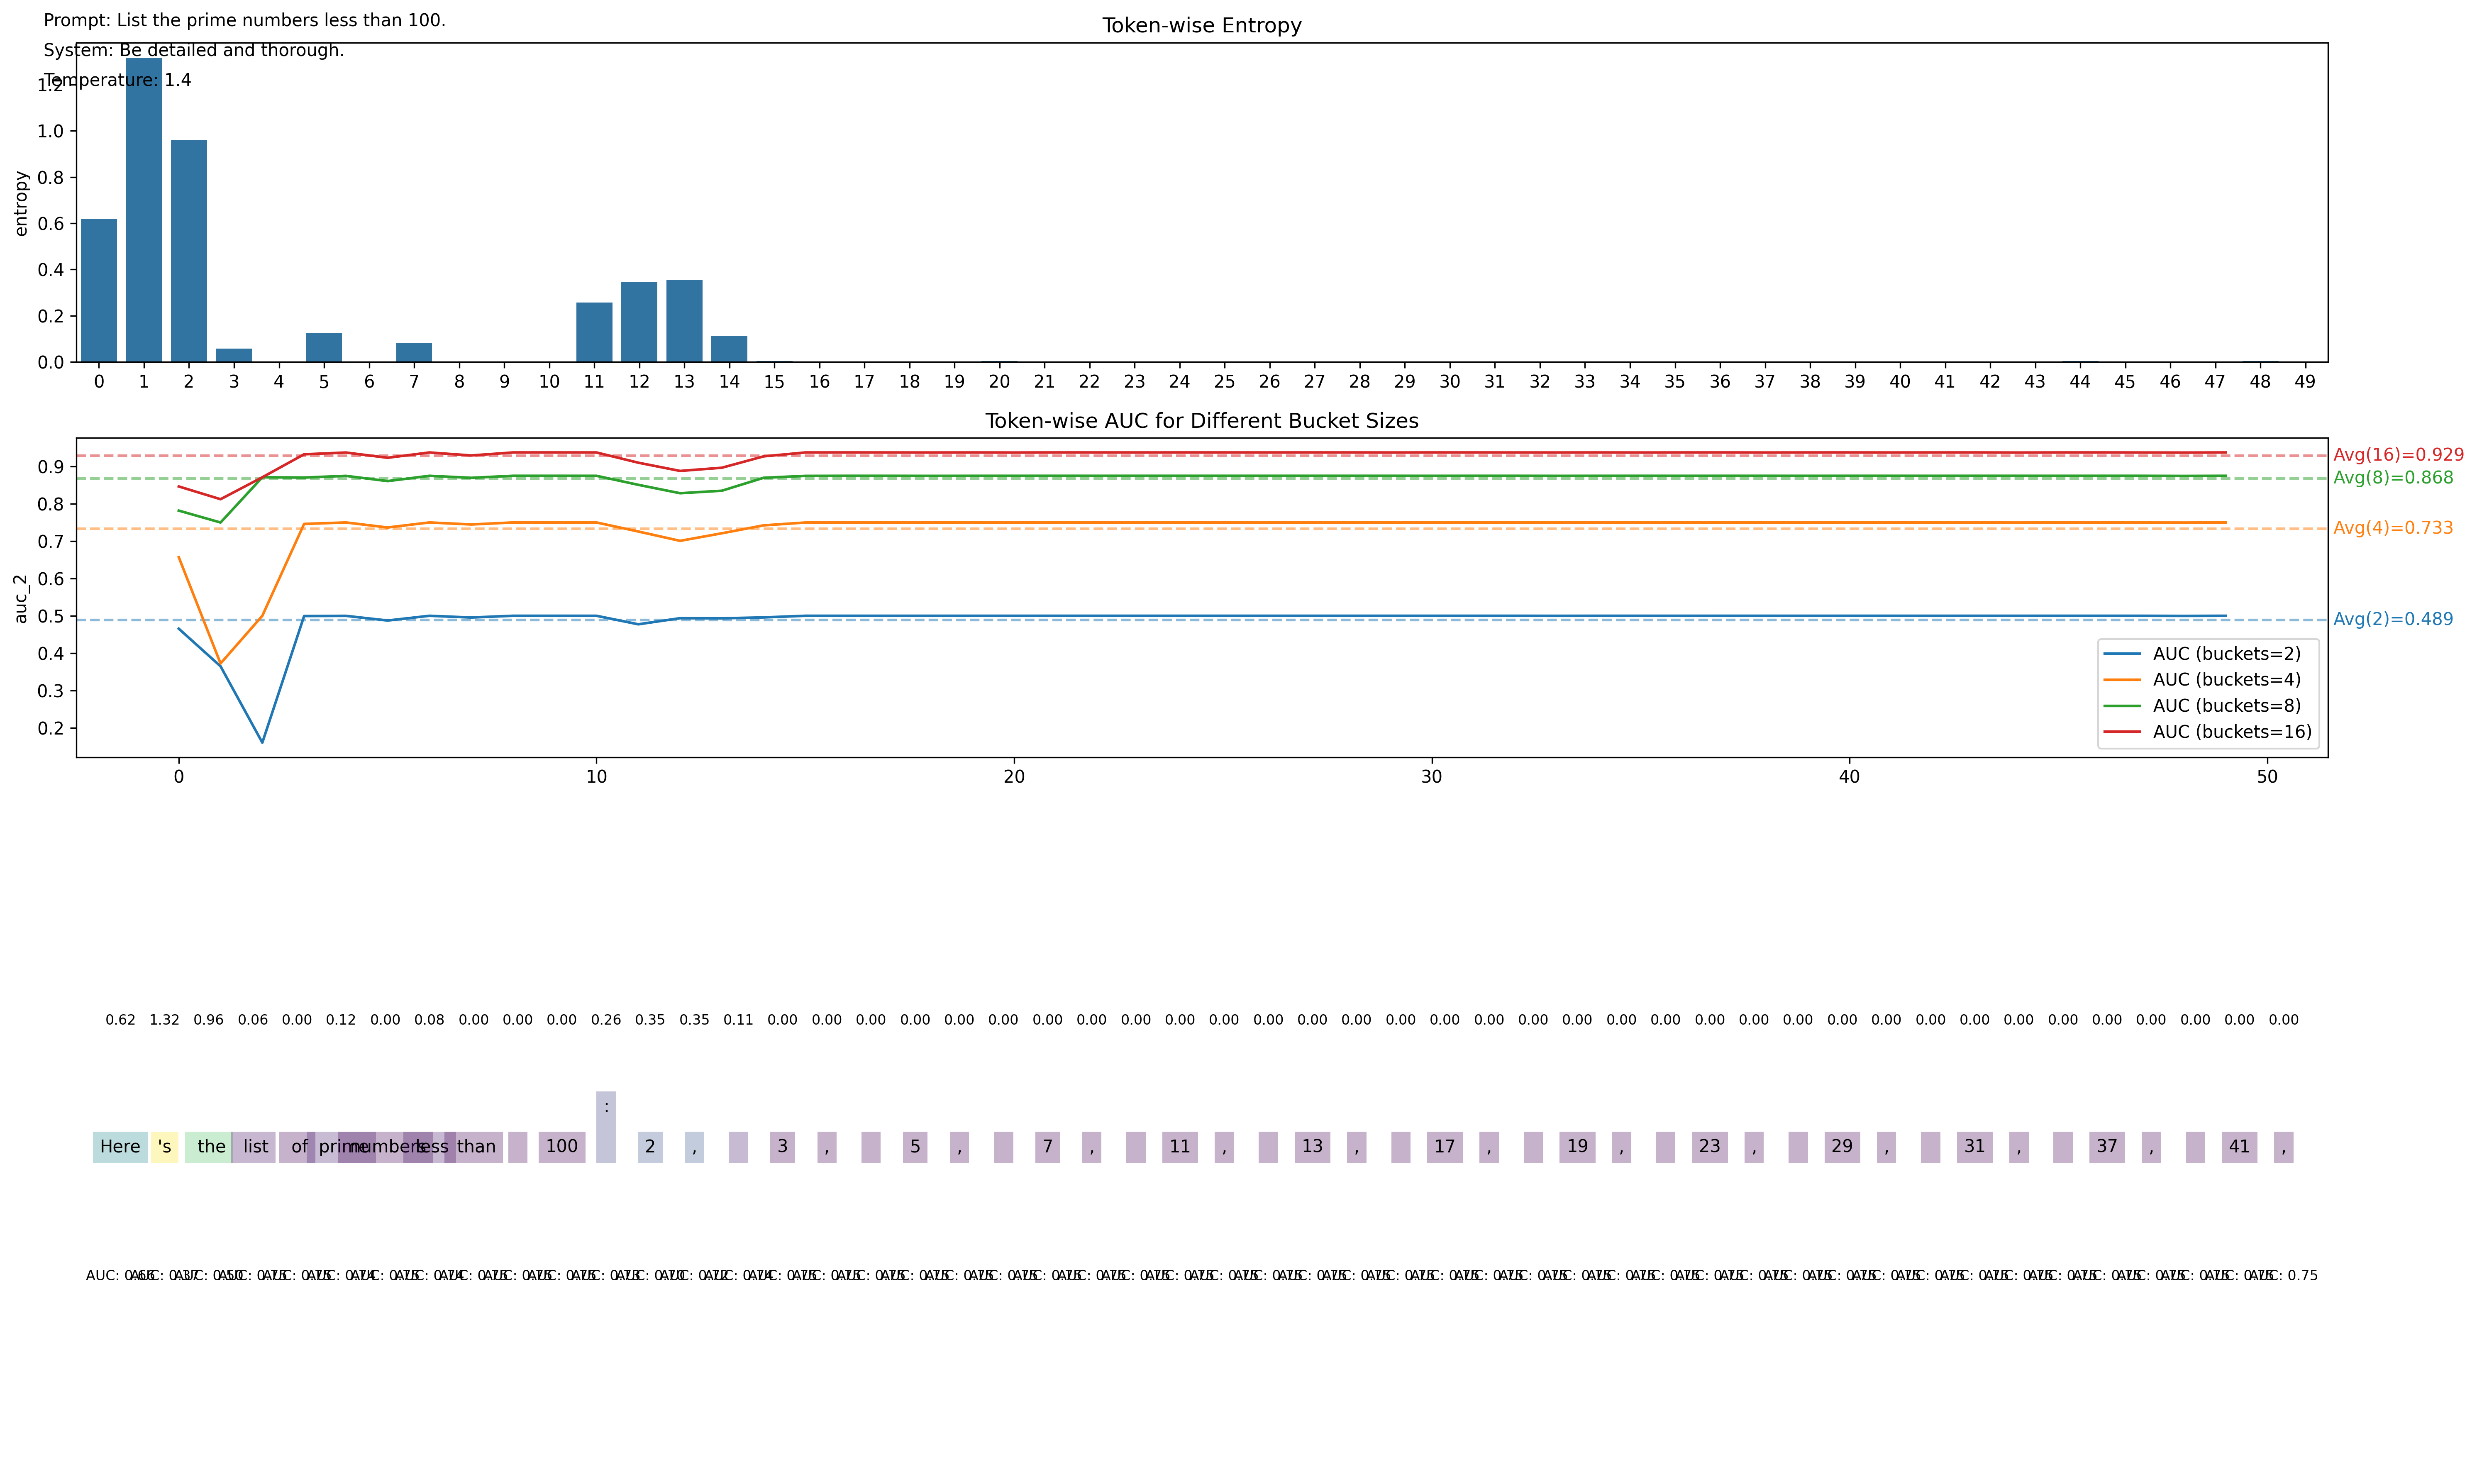 Prompt: List the prime numbers less than 100.
Token-wise Entropy
System: Be detailed and thorough.
Temperature: 1.4
1.2
1.0
0.8
0.6
0.4
0.2
0.0
entropy
0 1 2 3 4 5 6 7 8 9 10 11 12 13 14 15 16 17 18 19 20 21 22 23 24 25 26 27 28 29 30 31 32 33 34 35 36 37 38 39 40 41 42 43 44 45 46 47 48 49
Token-wise AUC for Different Bucket Sizes
0.9
0.8
0.7
0.6
0.5
0.4
0.3
0.2
auc_2
Avg(16)=0.929
Avg(8)=0.868
Avg(4)=0.733
Avg(2)=0.489
AUC (buckets=2)
AUC (buckets=4)
AUC (buckets=8)
AUC (buckets=16)
0 10 20 30 40 50
0.62 1.32 0.96 0.06 0.00 0.12 0.00 0.08 0.00 0.00 0.00 0.26 0.35 0.35 0.11 0.00 0.00 0.00 0.00 0.00 0.00 0.00 0.00 0.00 0.00 0.00 0.00 0.00 0.00 0.00 0.00 0.00 0.00 0.00 0.00 0.00 0.00 0.00 0.00 0.00 0.00 0.00 0.00 0.00 0.00 0.00 0.00 0.00 0.00 0.00
:
Here 's the list of prime numbers less than 100 2 , 3 , 5 , 7 , 11 , 13 , 17 , 19 , 23 , 29 , 31 , 37 , 41 ,
AUC: 0.75